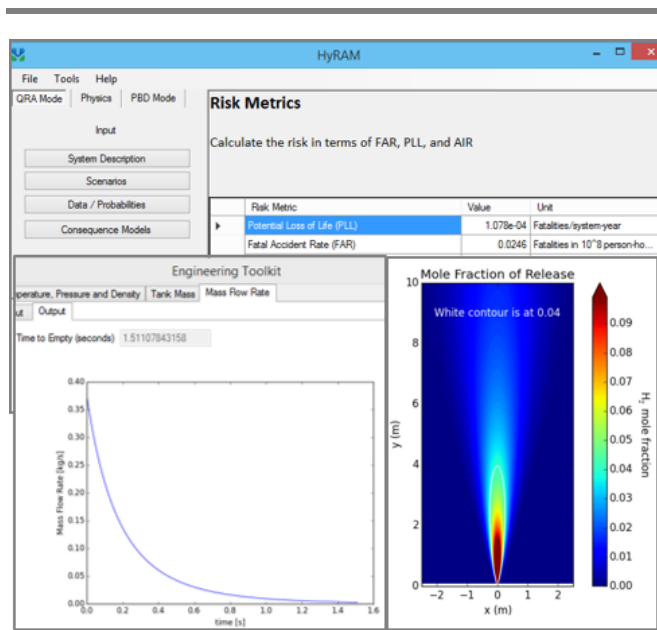 HyRAM
File Tools Help
QRA Mode Physics PBD Mode
Input
System Description
Scenarios
Data / Probabilities
Consequence Models
Risk Metrics
Calculate the risk in terms of FAR, PLL, and AIR
Risk Metric Value Unit
Potential Loss of Life (PLL) 1.078e-04 Fatalities/system-year
Fatal Accident Rate (FAR) 0.0246 Fatalities in 10^8 person-ho...
Engineering Toolkit
perature, Pressure and Density Tank Mass Mass Flow Rate
ut Output
Time to Empty (seconds) 1.51107843158
0.40
0.35
0.30
0.25
0.20
0.15
0.10
0.05
0.00
Mass Flow Rate [kg/s]
0.0 0.2 0.4 0.6 0.8 1.0 1.2 1.4 1.6
time [s]
Mole Fraction of Release
White contour is at 0.04
10
8
6
4
2
0
y (m)
−2 −1 0 1 2
x (m)
0.09
0.08
0.07
0.06
0.05
0.04
0.03
0.02
0.01
0.00
H₂ mole fraction